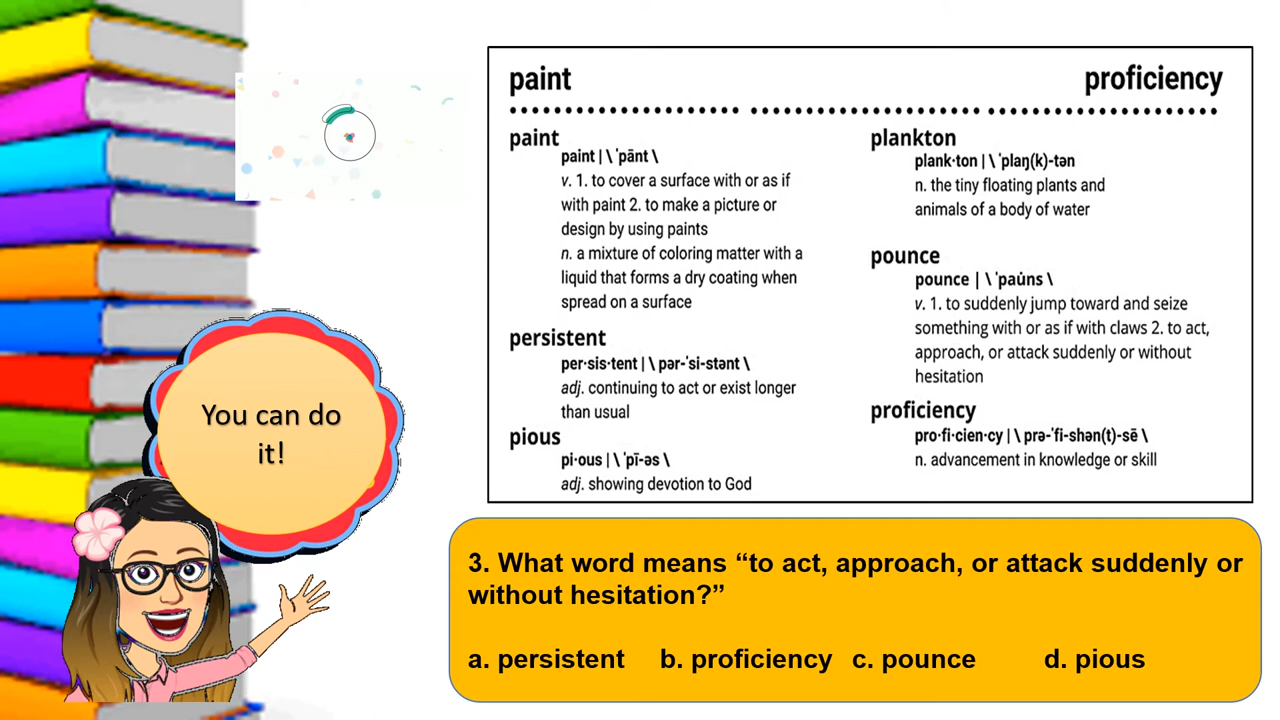 You can do
it!
paint proficiency
paint
paint | \ ˈpānt \
v. 1. to cover a surface with or as if
with paint 2. to make a picture or
design by using paints
n. a mixture of coloring matter with a
liquid that forms a dry coating when
spread on a surface
persistent
per·sis·tent | \ pər-ˈsi-stənt \
adj. continuing to act or exist longer
than usual
pious
pi·ous | \ ˈpī-əs \
adj. showing devotion to God
plankton
plank·ton | \ ˈplaŋ(k)-tən
n. the tiny floating plants and
animals of a body of water
pounce
pounce | \ ˈpau̇ns \
v. 1. to suddenly jump toward and seize
something with or as if with claws 2. to act,
approach, or attack suddenly or without
hesitation
proficiency
pro·fi·cien·cy | \ prə-ˈfi-shən(t)-sē \
n. advancement in knowledge or skill
3. What word means “to act, approach, or attack suddenly or
without hesitation?”
a. persistent b. proficiency c. pounce d. pious